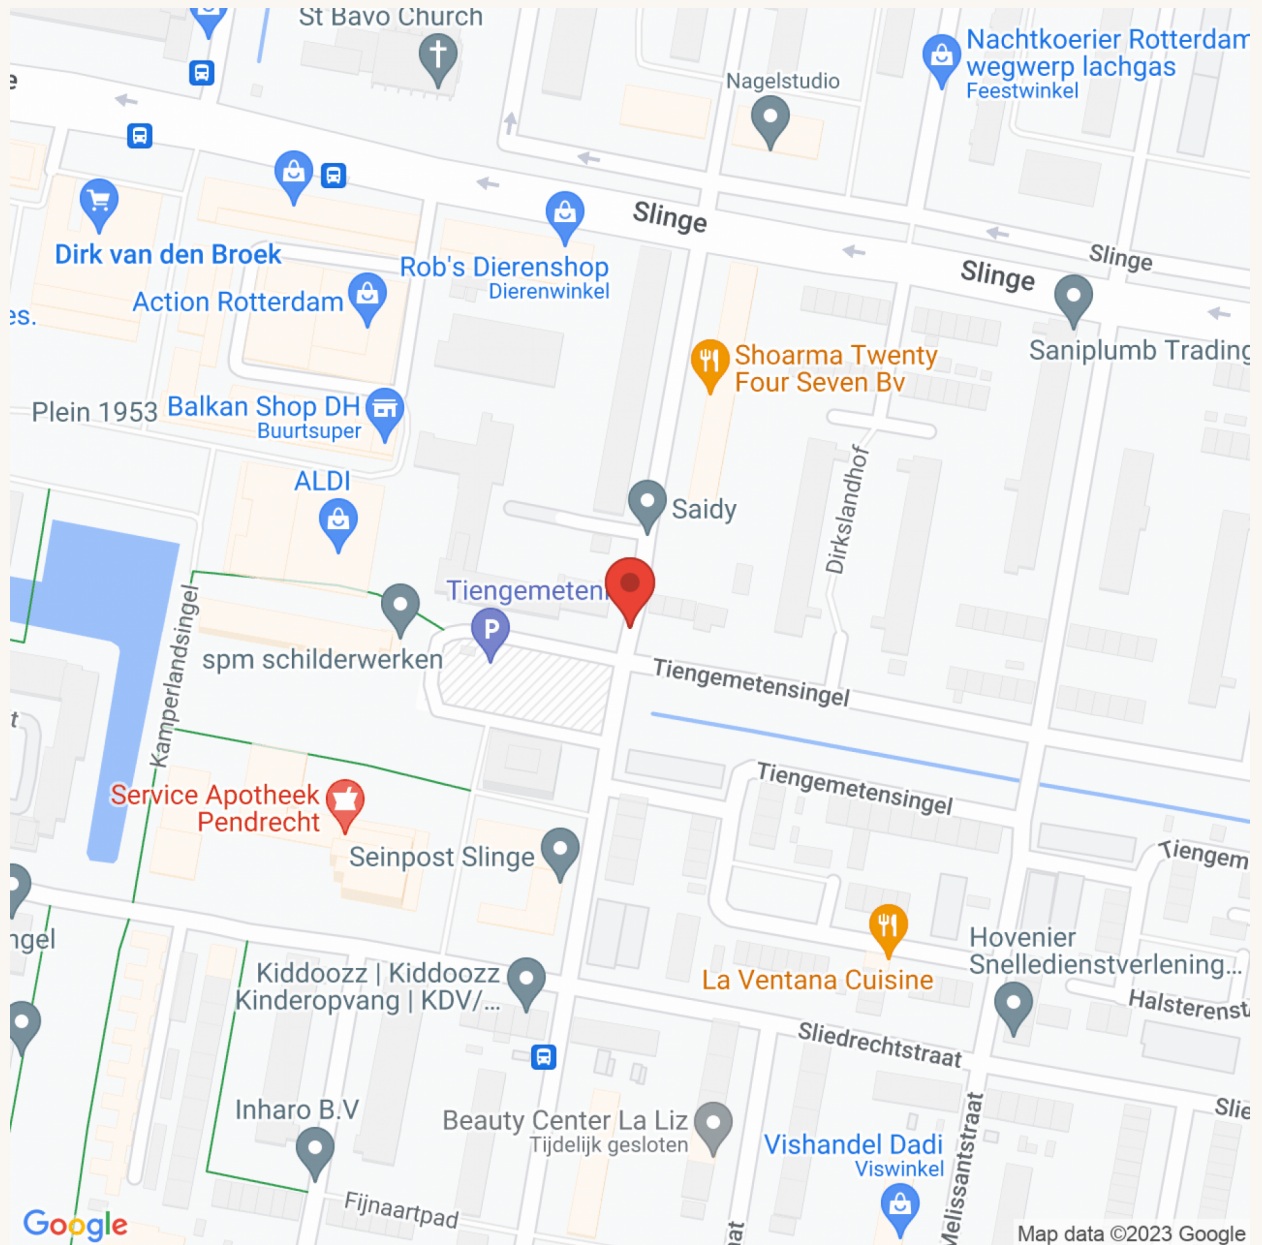 St Bavo Church
Nachtkoerier Rotterdam
wegwerp lachgas
Feestwinkel
Nagelstudio
Slinge
Slinge
Slinge
Dirk van den Broek
Rob's Dierenshop
Dierenwinkel
Action Rotterdam
es.
Saniplumb Trading
Shoarma Twenty
Four Seven Bv
Plein 1953
Balkan Shop DH
Buurtsuper
ALDI
Saidy
Dirkslandhof
P
spm schilderwerken
Kamperlandsingel
Tiengemetensingel
Tiengemetensingel
Service Apotheek
Pendrecht
Seinpost Slinge
Tiengem
ngel
La Ventana Cuisine
Hovenier
Snelledienstverlening...
Kiddoozz | Kiddoozz
Kinderopvang | KDV/...
Halsterenst
Sliedrechtstraat
Slie
Inharo B.V
Beauty Center La Liz
Tijdelijk gesloten
Vishandel Dadi
Viswinkel
Melissantstraat
Fijnaartpad
Google
Map data ©2023 Google